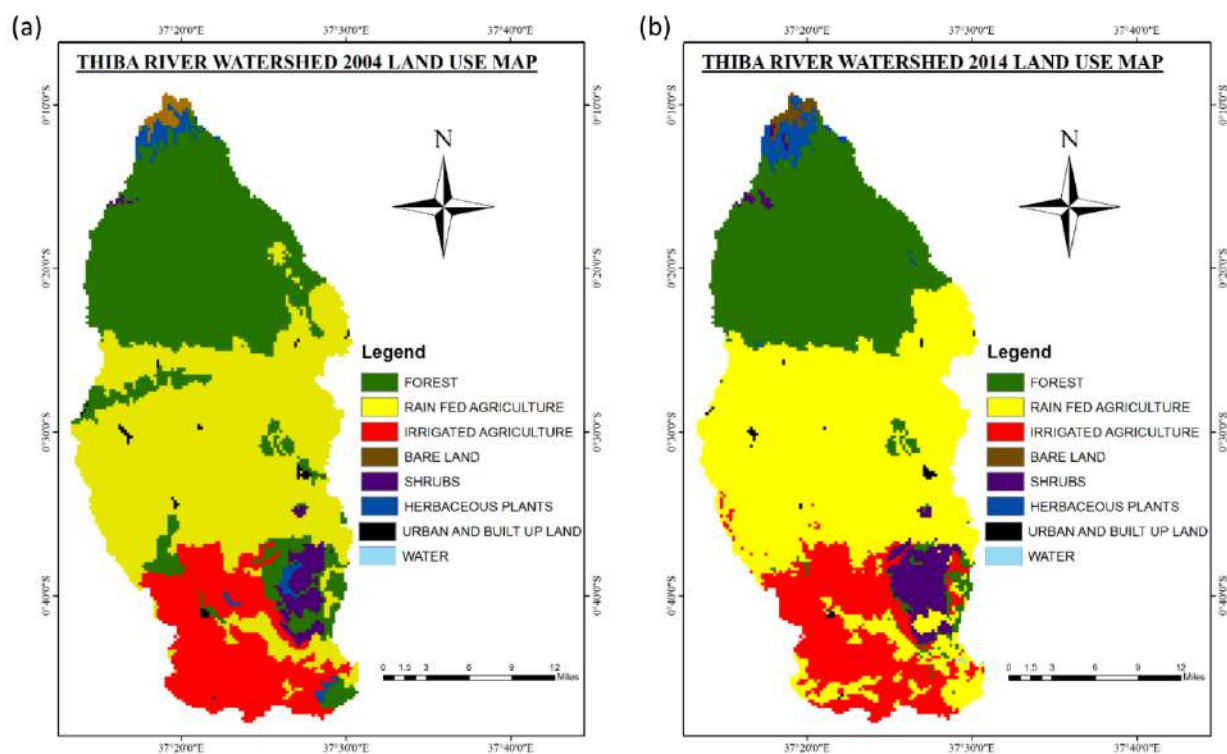 (a)
37°20'0"E 37°30'0"E 37°40'0"E
THIBA RIVER WATERSHED 2004 LAND USE MAP
0°10'0"S 0°10'0"S
N
0°20'0"S 0°20'0"S
Legend
FOREST
RAIN FED AGRICULTURE
IRRIGATED AGRICULTURE
0°30'0"S 0°30'0"S
BARE LAND
SHRUBS
HERBACEOUS PLANTS
URBAN AND BUILT UP LAND
WATER
0°40'0"S 0°40'0"S
0 1.5 3 6 9 12
Miles
37°20'0"E 37°30'0"E 37°40'0"E
(b)
37°20'0"E 37°30'0"E 37°40'0"E
THIBA RIVER WATERSHED 2014 LAND USE MAP
0°10'0"S 0°10'0"S
N
0°20'0"S 0°20'0"S
Legend
FOREST
RAIN FED AGRICULTURE
IRRIGATED AGRICULTURE
0°30'0"S 0°30'0"S
BARE LAND
SHRUBS
HERBACEOUS PLANTS
URBAN AND BUILT UP LAND
WATER
0°40'0"S 0°40'0"S
0 1.5 3 6 9 12
Miles
37°20'0"E 37°30'0"E 37°40'0"E